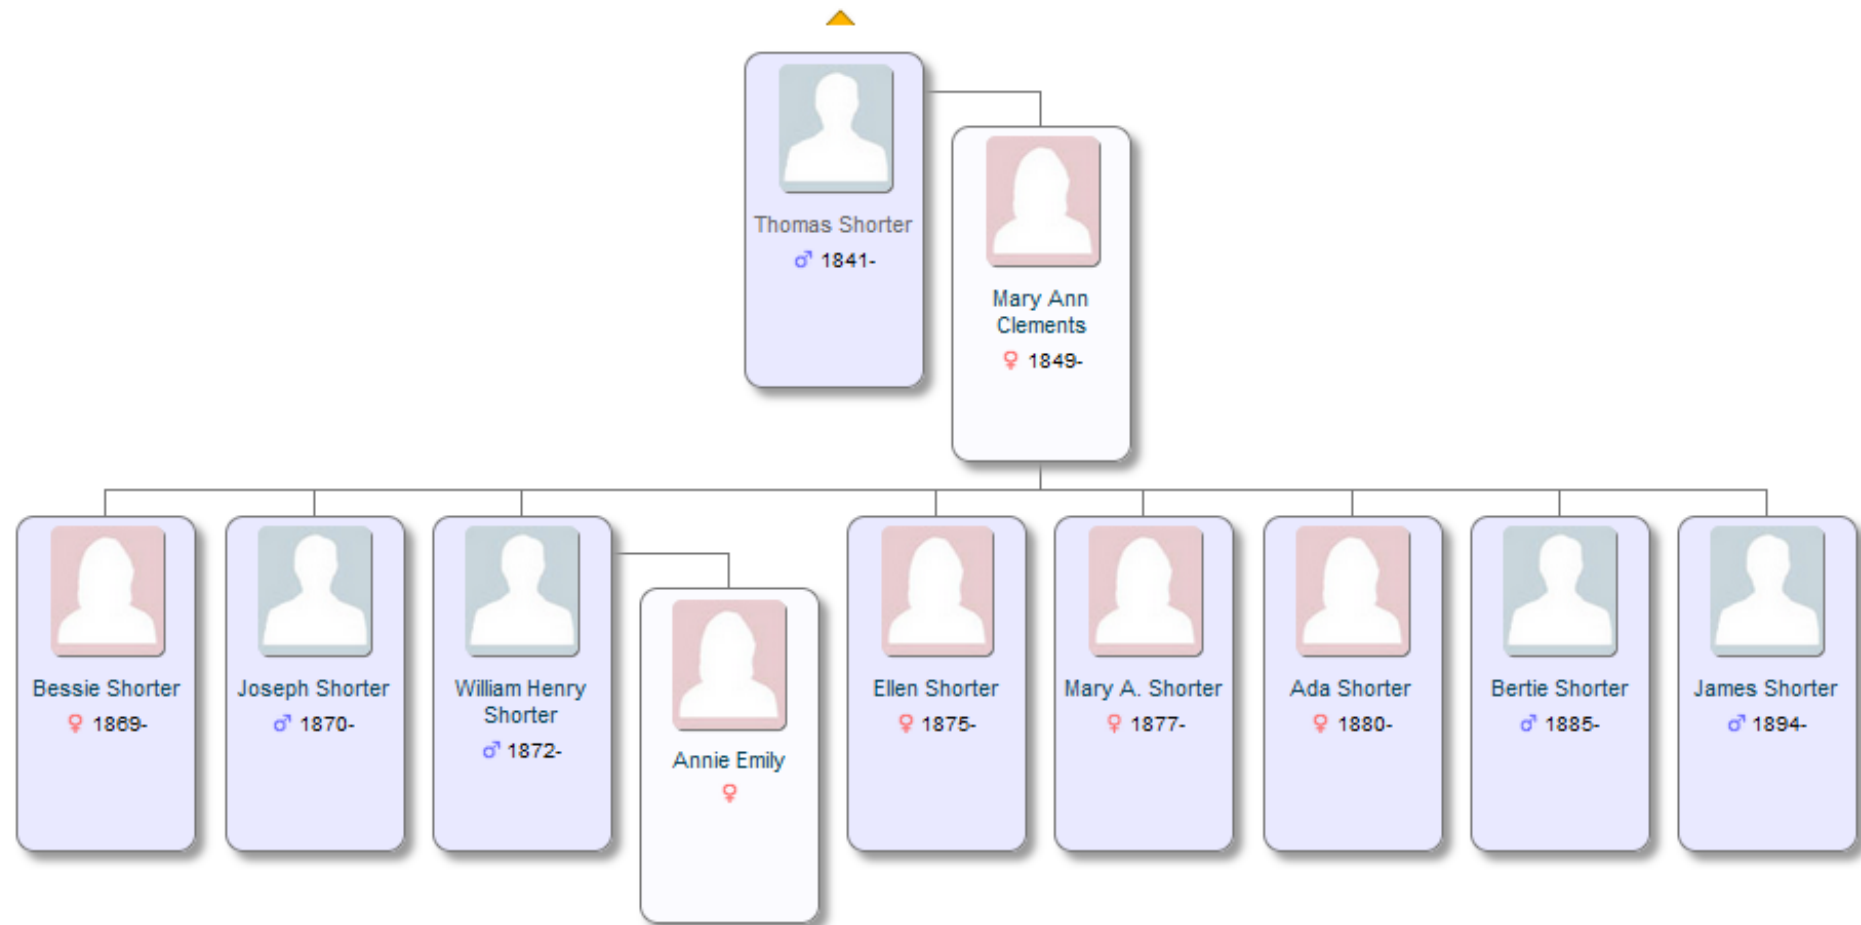 Thomas Shorter
♂ 1841-
Mary Ann
Clements
♀ 1849-
Bessie Shorter
♀ 1869-
Joseph Shorter
♂ 1870-
William Henry
Shorter
♂ 1872-
Annie Emily
♀
Ellen Shorter
♀ 1875-
Mary A. Shorter
♀ 1877-
Ada Shorter
♀ 1880-
Bertie Shorter
♂ 1885-
James Shorter
♂ 1894-